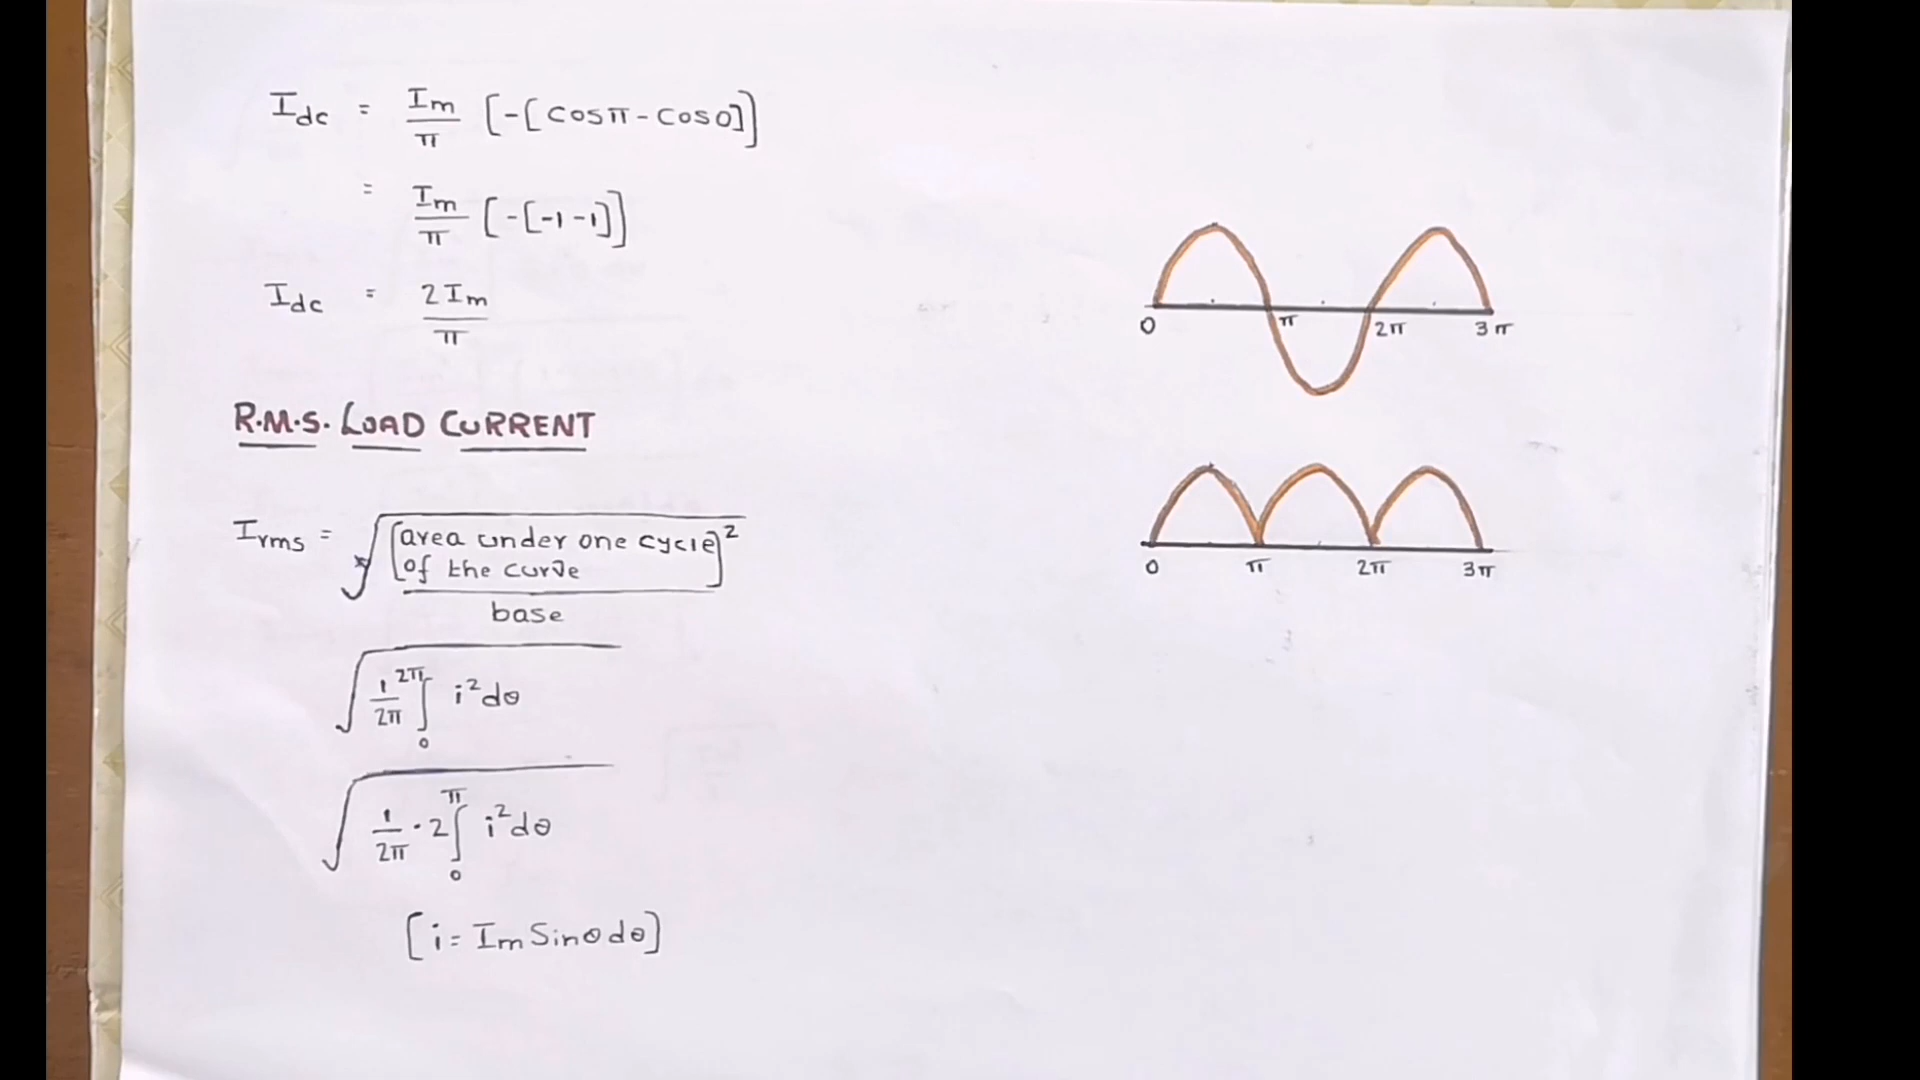 Idc = Im/π [-[cosπ-cos0]]
= Im/π [-[-1-1]]
Idc = 2Im/π
R.M.S. LOAD CURRENT
Irms = √[area under one cycle of the curve]²/base
√1/2π ∫₀^2π i²dθ
√1/2π · 2∫₀^π i²dθ
[i = Im Sinθ dθ]
0 π 2π 3π
0 π 2π 3π